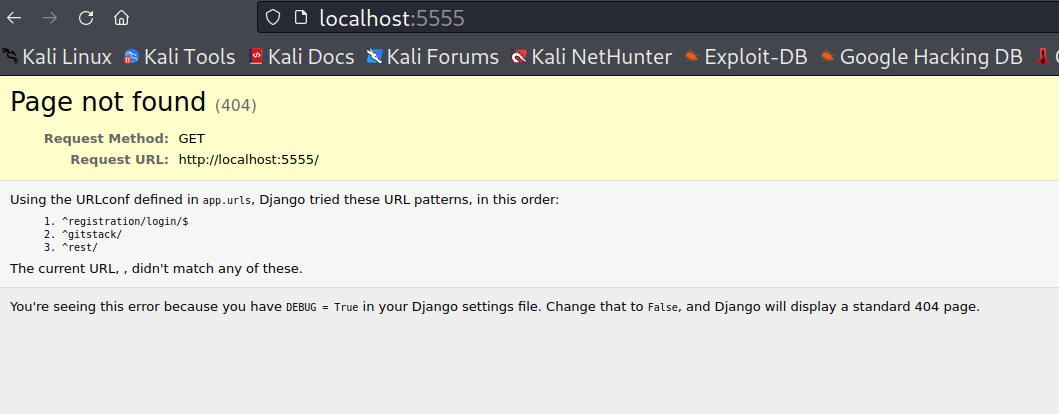 localhost:5555
Kali Linux Kali Tools Kali Docs Kali Forums Kali NetHunter Exploit-DB Google Hacking DB
Page not found (404)
Request Method: GET
Request URL: http://localhost:5555/
Using the URLconf defined in app.urls, Django tried these URL patterns, in this order:
1. ^registration/login/$
2. ^gitstack/
3. ^rest/
The current URL, , didn't match any of these.
You're seeing this error because you have DEBUG = True in your Django settings file. Change that to False, and Django will display a standard 404 page.